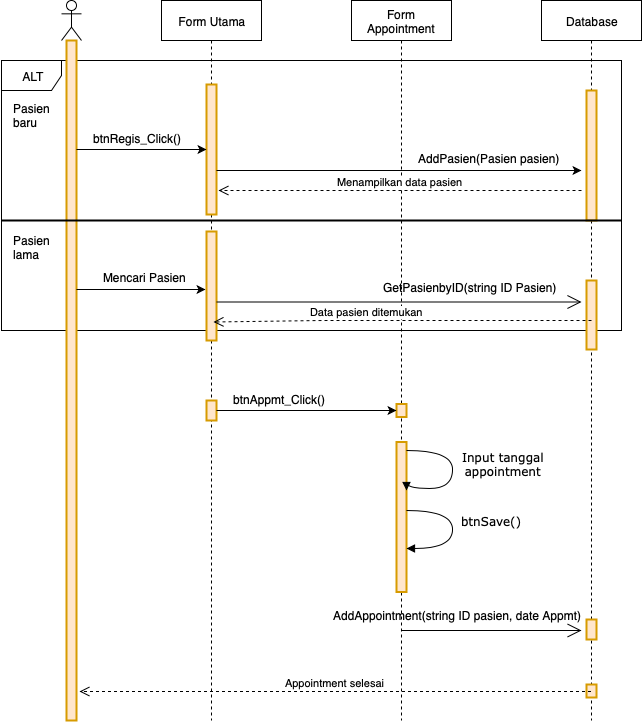 Form Utama
Form
Appointment
Database
ALT
Pasien
baru
btnRegis_Click()
AddPasien(Pasien pasien)
Menampilkan data pasien
Pasien
lama
Mencari Pasien
GetPasienbyID(string ID Pasien)
Data pasien ditemukan
btnAppmt_Click()
Input tanggal
appointment
btnSave()
AddAppointment(string ID pasien, date Appmt)
Appointment selesai